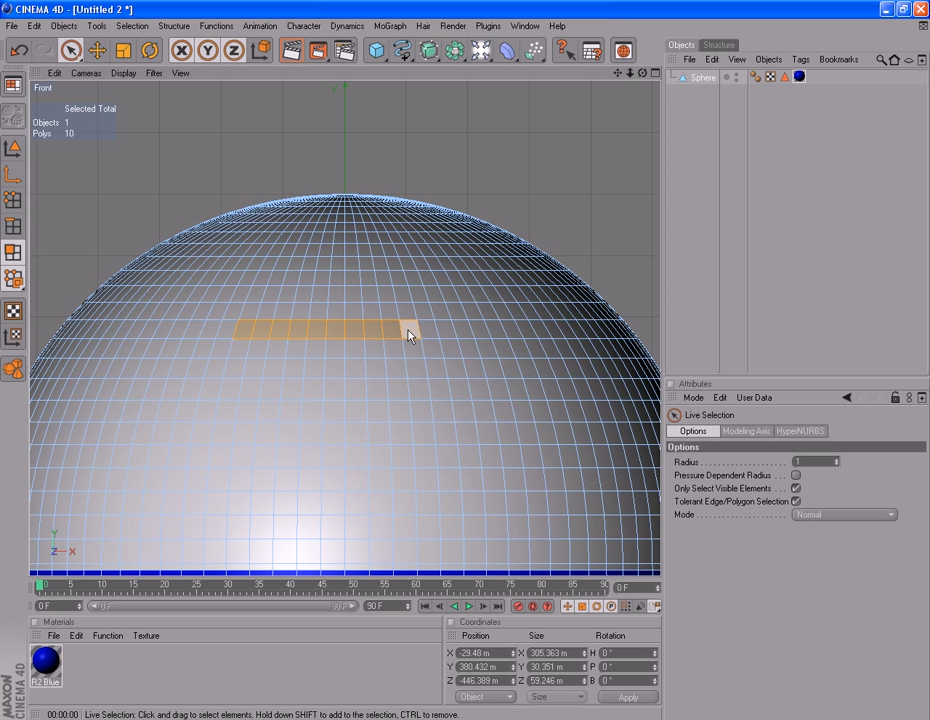 CINEMA 4D - [Untitled 2 *]
File Edit Objects Tools Selection Structure Functions Animation Character Dynamics MoGraph Hair Render Plugins Window Help
X Y Z
Objects Structure
File Edit View Objects Tags Bookmarks
Sphere
Edit Cameras Display Filter View
Front
Y
Selected Total
Objects 1
Polys 10
Y
Z X
Attributes
Mode Edit User Data
Live Selection
Options Modeling Axis HyperNURBS
Options
Radius 1
Pressure Dependent Radius
Only Select Visible Elements
Tolerant Edge/Polygon Selection
Mode Normal
0 5 10 15 20 25 30 35 40 45 50 55 60 65 70 75 80 85 90 0 F
0 F 0 F 90 F 90 F
Materials
File Edit Function Texture
R2 Blue
Coordinates
Position Size Rotation
X -29.48 m X 305.363 m H 0 °
Y 380.432 m Y 30.351 m P 0 °
Z -446.389 m Z 59.246 m B 0 °
Object Size Apply
MAXON
CINEMA 4D
00:00:00 Live Selection: Click and drag to select elements. Hold down SHIFT to add to the selection, CTRL to remove.